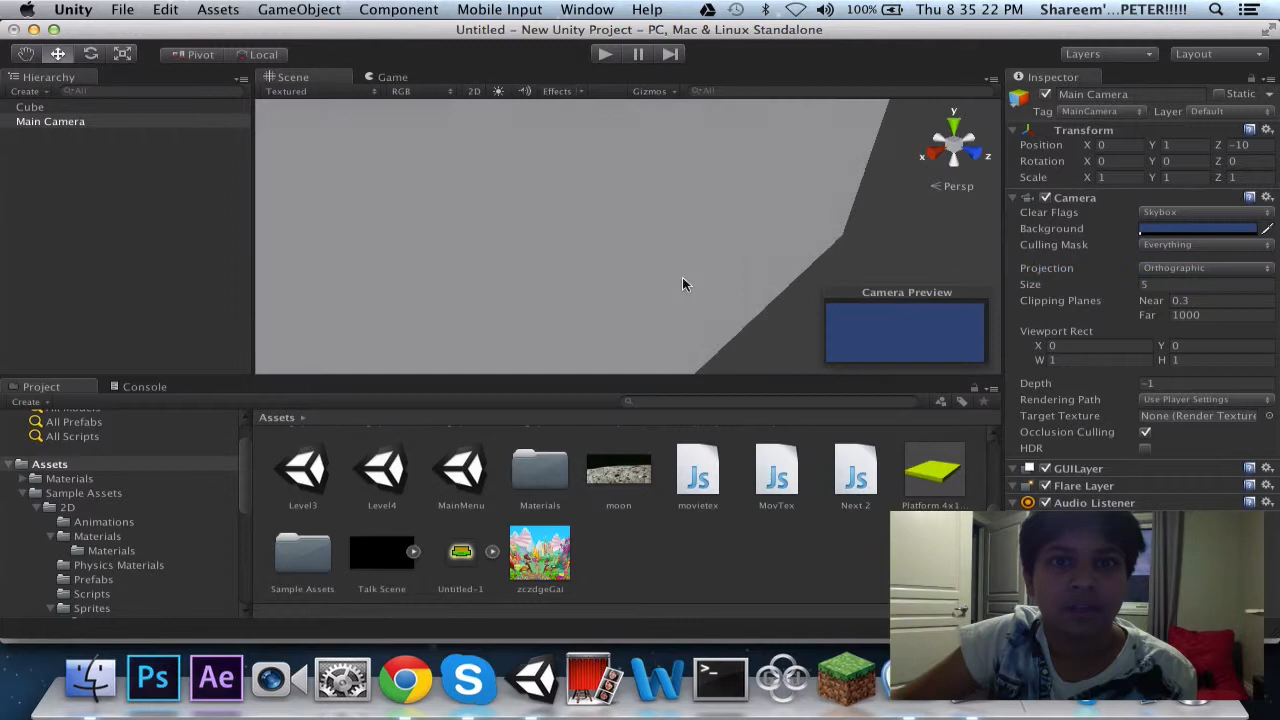 Unity File Edit Assets GameObject Component Mobile Input Window Help 100% Thu 8 35 22 PM Shareem'...PETER!!!!!
Untitled - New Unity Project - PC, Mac & Linux Standalone
Pivot Local Layers Layout
Hierarchy Scene Game Inspector
Create All Textured RGB 2D Effects Gizmos All Main Camera Static
Cube Tag MainCamera Layer Default
Main Camera
Transform
Position X 0 Y 1 Z -10
Rotation X 0 Y 0 Z 0
Scale X 1 Y 1 Z 1
y
x z
Persp
Camera
Clear Flags Skybox
Background
Culling Mask Everything
Projection Orthographic
Size 5
Clipping Planes Near 0.3
Far 1000
Camera Preview
Viewport Rect
X 0 Y 0
W 1 H 1
Depth -1
Rendering Path Use Player Settings
Target Texture None (Render Texture
Occlusion Culling
HDR
GUILayer
Flare Layer
Audio Listener
Project Console
Create
All Prefabs
All Scripts
Assets
Materials
Sample Assets
2D
Animations
Materials
Materials
Physics Materials
Prefabs
Scripts
Sprites
Assets
Js Js Js
Level3 Level4 MainMenu Materials moon movietex MovTex Next 2 Platform 4x1...
Sample Assets Talk Scene Untitled-1 zczdgeGai
Ps Ae S W